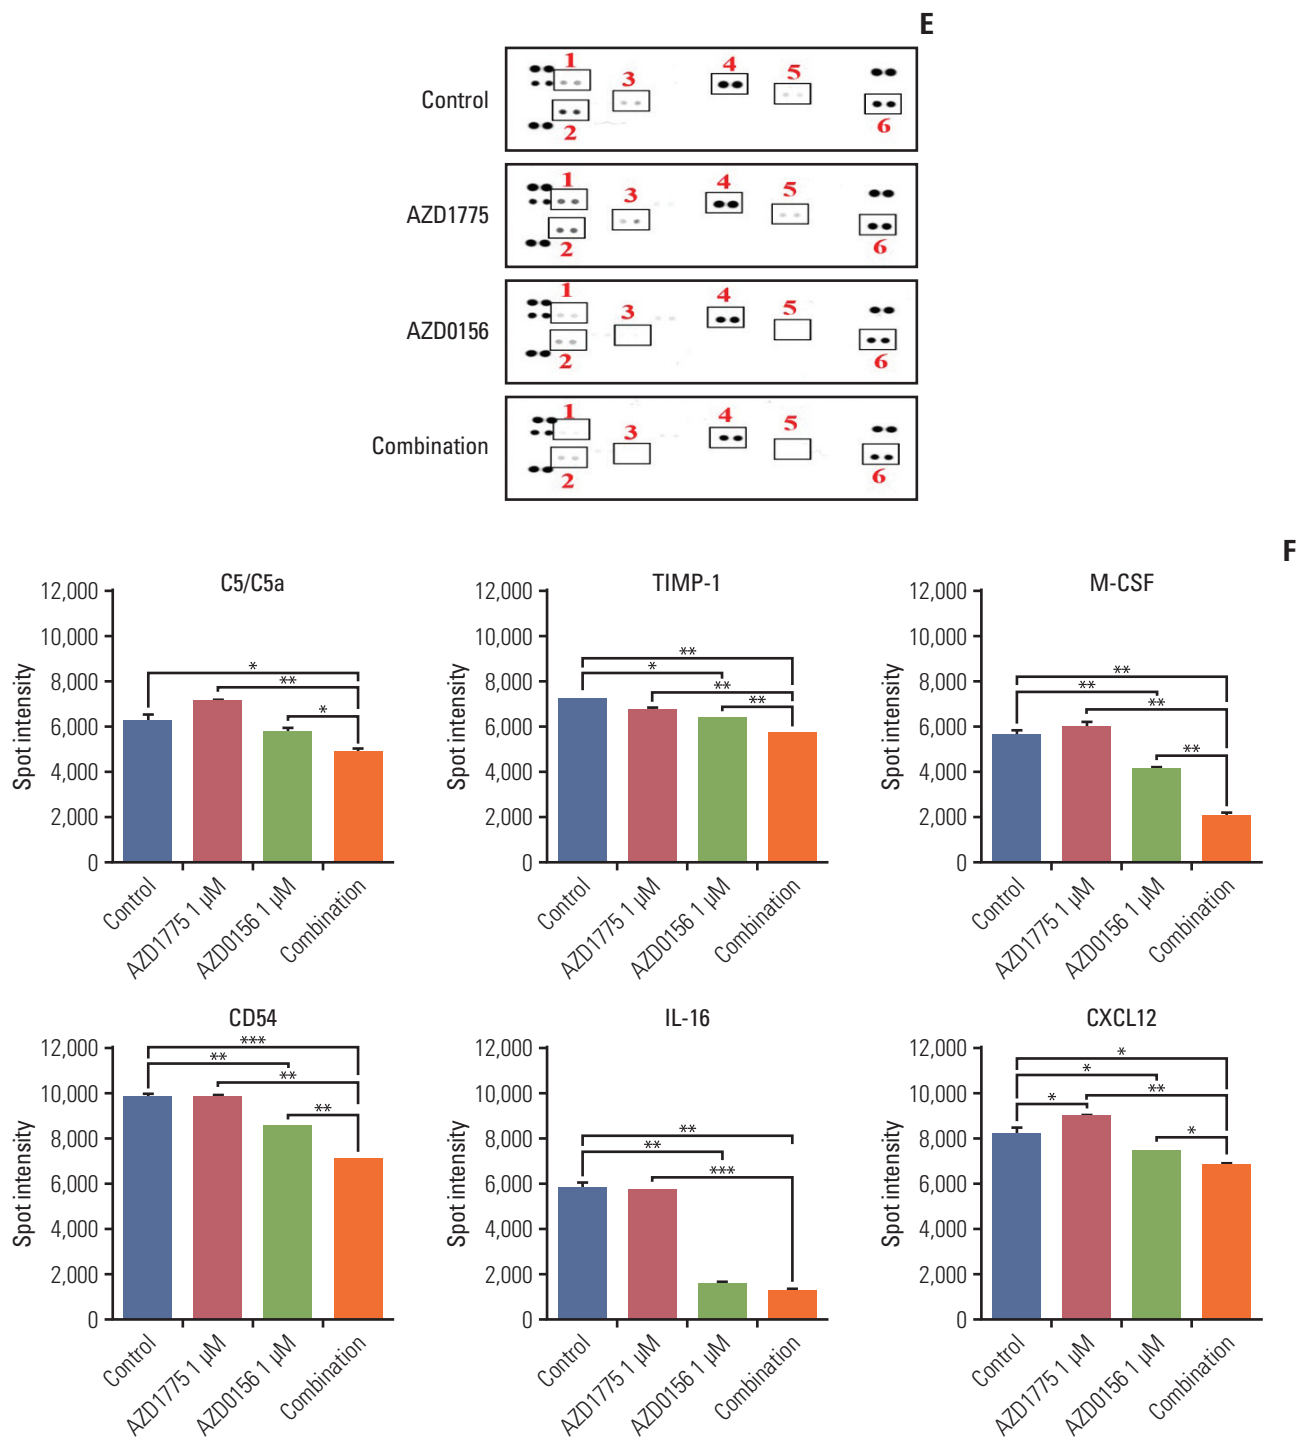 E
Control
1
2
3
4
5
6
AZD1775
1
2
3
4
5
6
AZD0156
1
2
3
4
5
6
Combination
1
2
3
4
5
6
F
C5/C5a
Spot intensity
12,000
10,000
8,000
6,000
4,000
2,000
0
*
**
*
Control
AZD1775 1 μM
AZD0156 1 μM
Combination
TIMP-1
Spot intensity
12,000
10,000
8,000
6,000
4,000
2,000
0
**
*
**
**
Control
AZD1775 1 μM
AZD0156 1 μM
Combination
M-CSF
Spot intensity
12,000
10,000
8,000
6,000
4,000
2,000
0
**
**
**
**
Control
AZD1775 1 μM
AZD0156 1 μM
Combination
CD54
Spot intensity
12,000
10,000
8,000
6,000
4,000
2,000
0
***
**
**
**
Control
AZD1775 1 μM
AZD0156 1 μM
Combination
IL-16
Spot intensity
12,000
10,000
8,000
6,000
4,000
2,000
0
**
**
***
Control
AZD1775 1 μM
AZD0156 1 μM
Combination
CXCL12
Spot intensity
12,000
10,000
8,000
6,000
4,000
2,000
0
*
*
**
*
*
Control
AZD1775 1 μM
AZD0156 1 μM
Combination